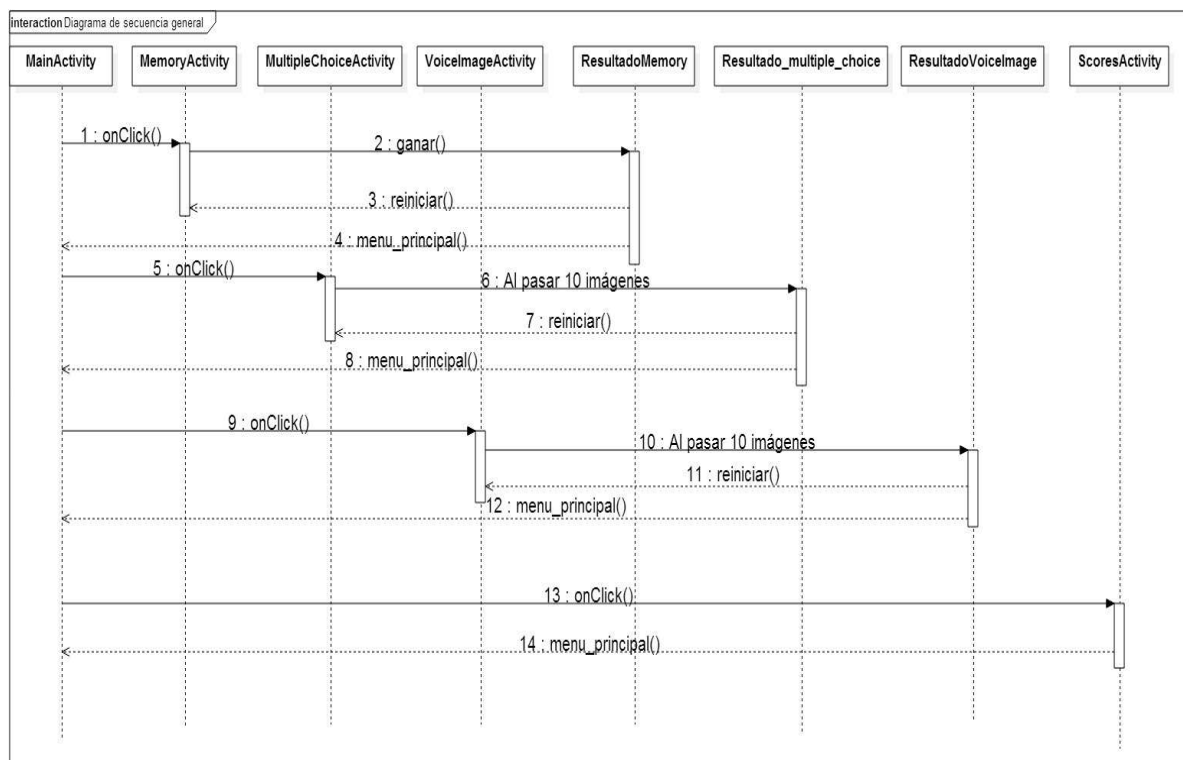 interaction Diagrama de secuencia general
MainActivity
MemoryActivity
MultipleChoiceActivity
VoiceImageActivity
ResultadoMemory
Resultado_multiple_choice
ResultadoVoiceImage
ScoresActivity
1 : onClick()
2 : ganar()
3 : reiniciar()
4 : menu_principal()
5 : onClick()
6 : Al pasar 10 imágenes
7 : reiniciar()
8 : menu_principal()
9 : onClick()
10 : Al pasar 10 imágenes
11 : reiniciar()
12 : menu_principal()
13 : onClick()
14 : menu_principal()